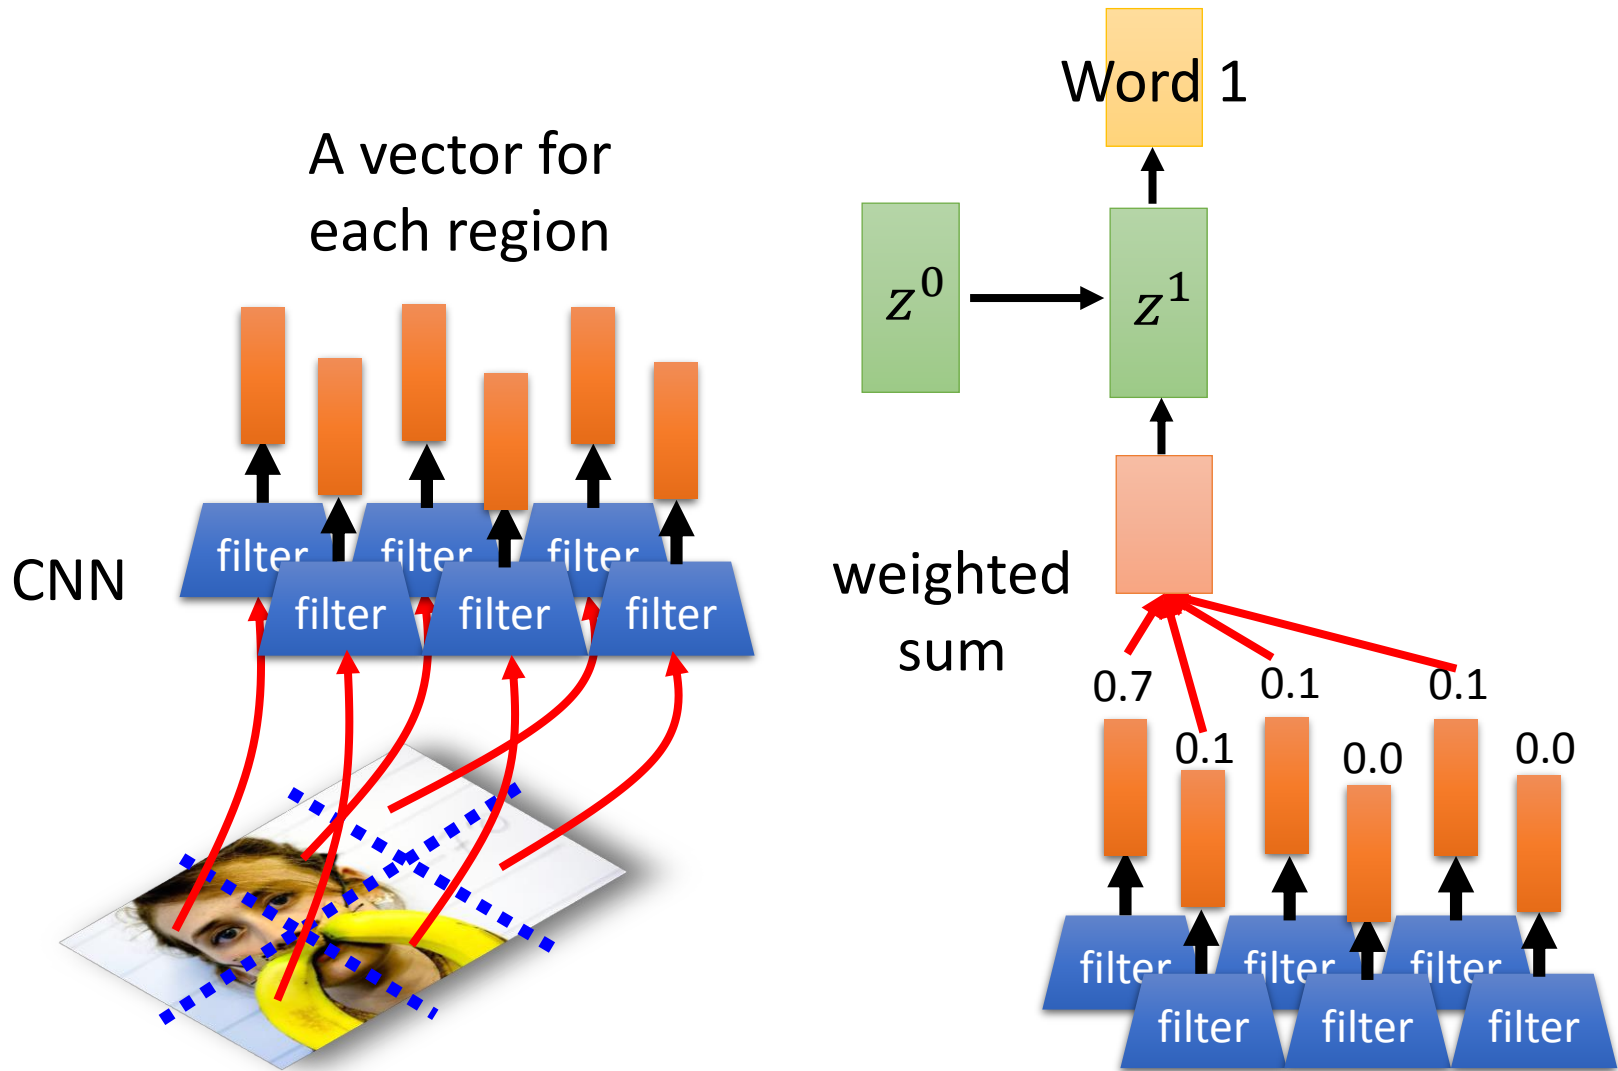 A vector for
each region
CNN
filter
filter
filter
filter
filter
filter
Word 1
z⁰
z¹
weighted
sum
0.7
0.1
0.1
0.1
0.0
0.0
filter
filter
filter
filter
filter
filter